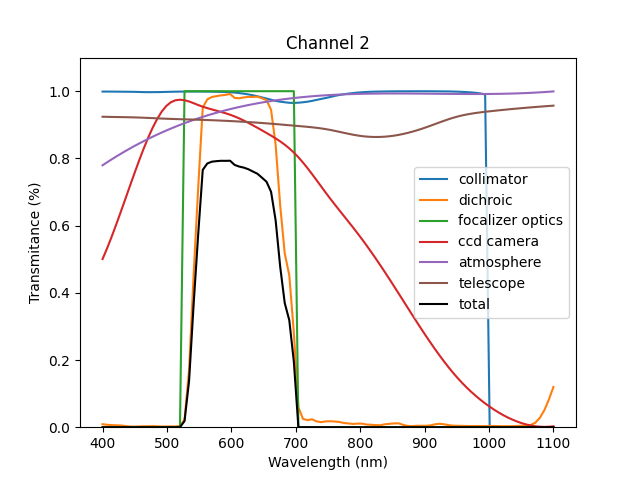 Channel 2
Transmitance (%)
1.0
0.8
0.6
0.4
0.2
0.0
collimator
dichroic
focalizer optics
ccd camera
atmosphere
telescope
total
400 500 600 700 800 900 1000 1100
Wavelength (nm)